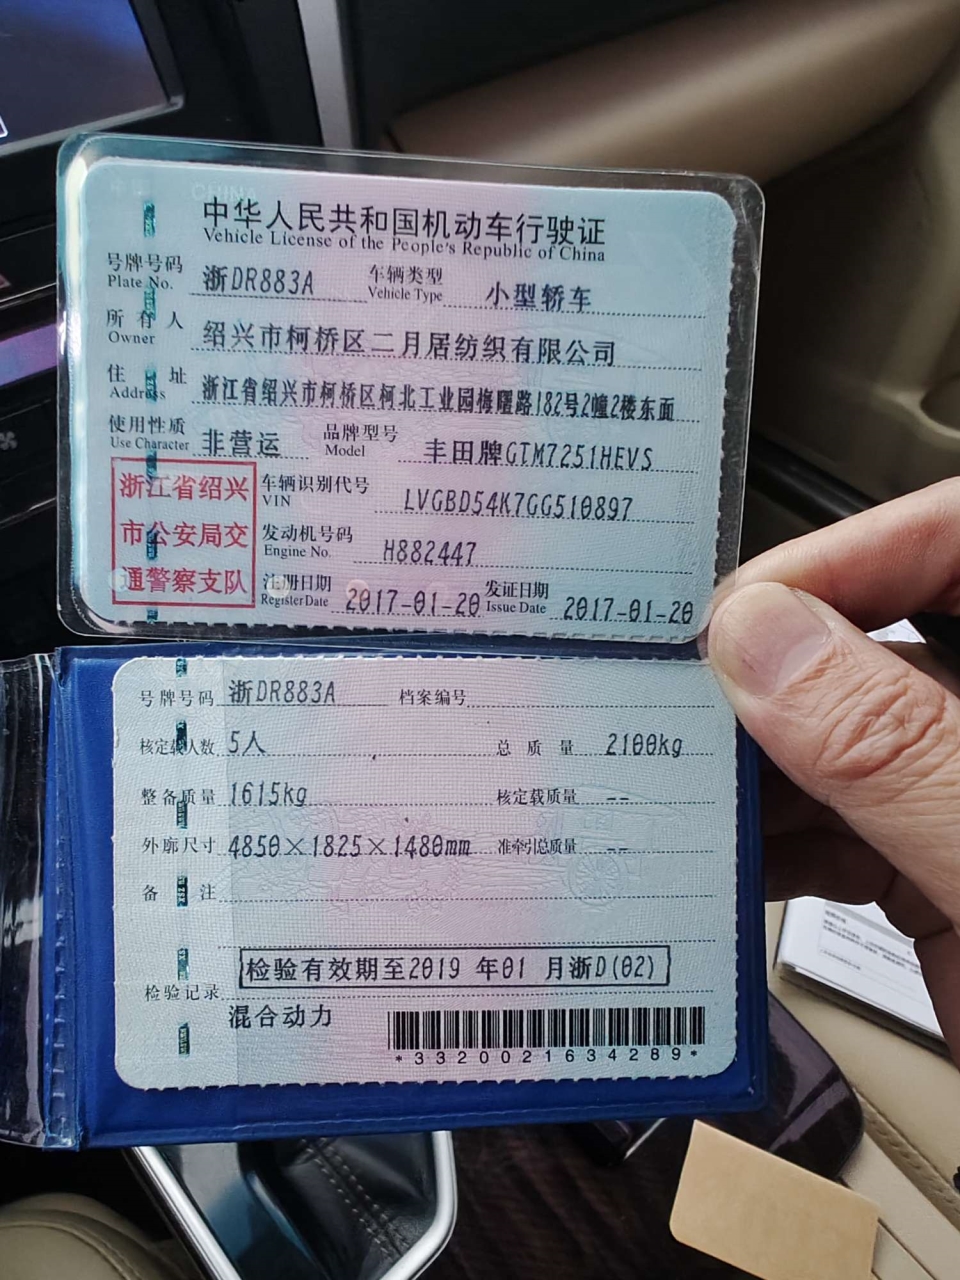 CHINA
中华人民共和国机动车行驶证
Vehicle License of the People's Republic of China
号牌号码 浙DR883A 车辆类型 小型轿车
Plate No. Vehicle Type
所有人 绍兴市柯桥区二月居纺织有限公司
Owner
住址 浙江省绍兴市柯桥区柯北工业园梅曙路182号2幢2楼东面
Address
使用性质 非营运 品牌型号 丰田牌GTM7251HEVS
Use Character Model
浙江省绍兴
市公安局交
通警察支队
车辆识别代号 LVGBD54K7GG510897
VIN
发动机号码 H882447
Engine No.
注册日期 2017-01-20 发证日期 2017-01-20
Register Date Issue Date
号牌号码 浙DR883A 档案编号
核定载人数 5人 总质量 2100kg
整备质量 1615kg 核定载质量 --
外廓尺寸 4850×1825×1480mm 准牵引总质量 --
备注
检验有效期至2019 年01 月浙D(02)
检验记录
混合动力
*3320021634289*